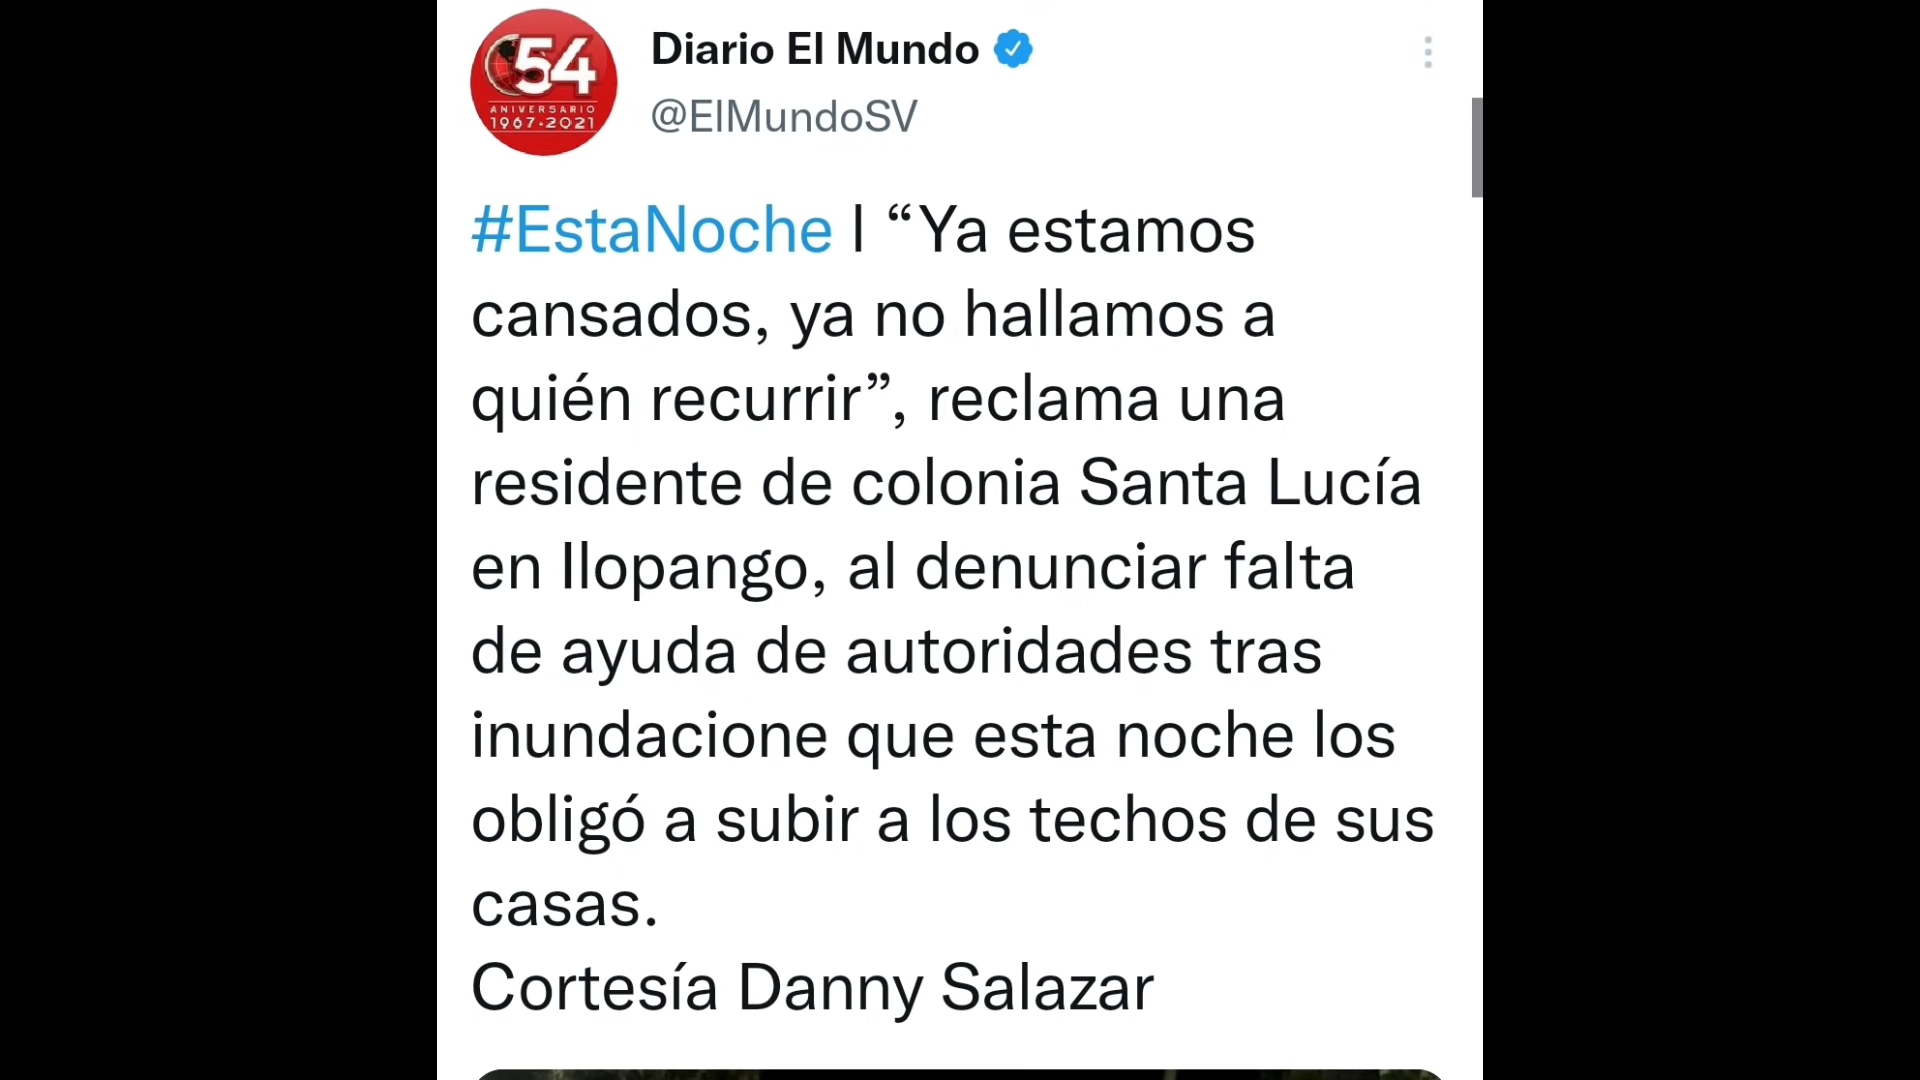 54
ANIVERSARIO
1967-2021
Diario El Mundo
@ElMundoSV
#EstaNoche | “Ya estamos
cansados, ya no hallamos a
quién recurrir”, reclama una
residente de colonia Santa Lucía
en Ilopango, al denunciar falta
de ayuda de autoridades tras
inundacione que esta noche los
obligó a subir a los techos de sus
casas.
Cortesía Danny Salazar